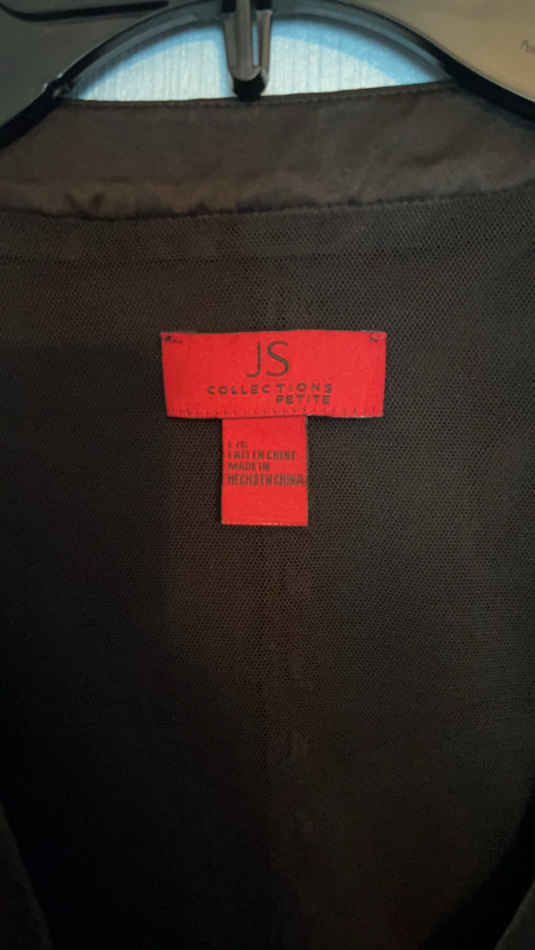 JS
COLLECTIONS
PETITE
FAIT EN CHINE
MADE IN
HECHO EN CHINA